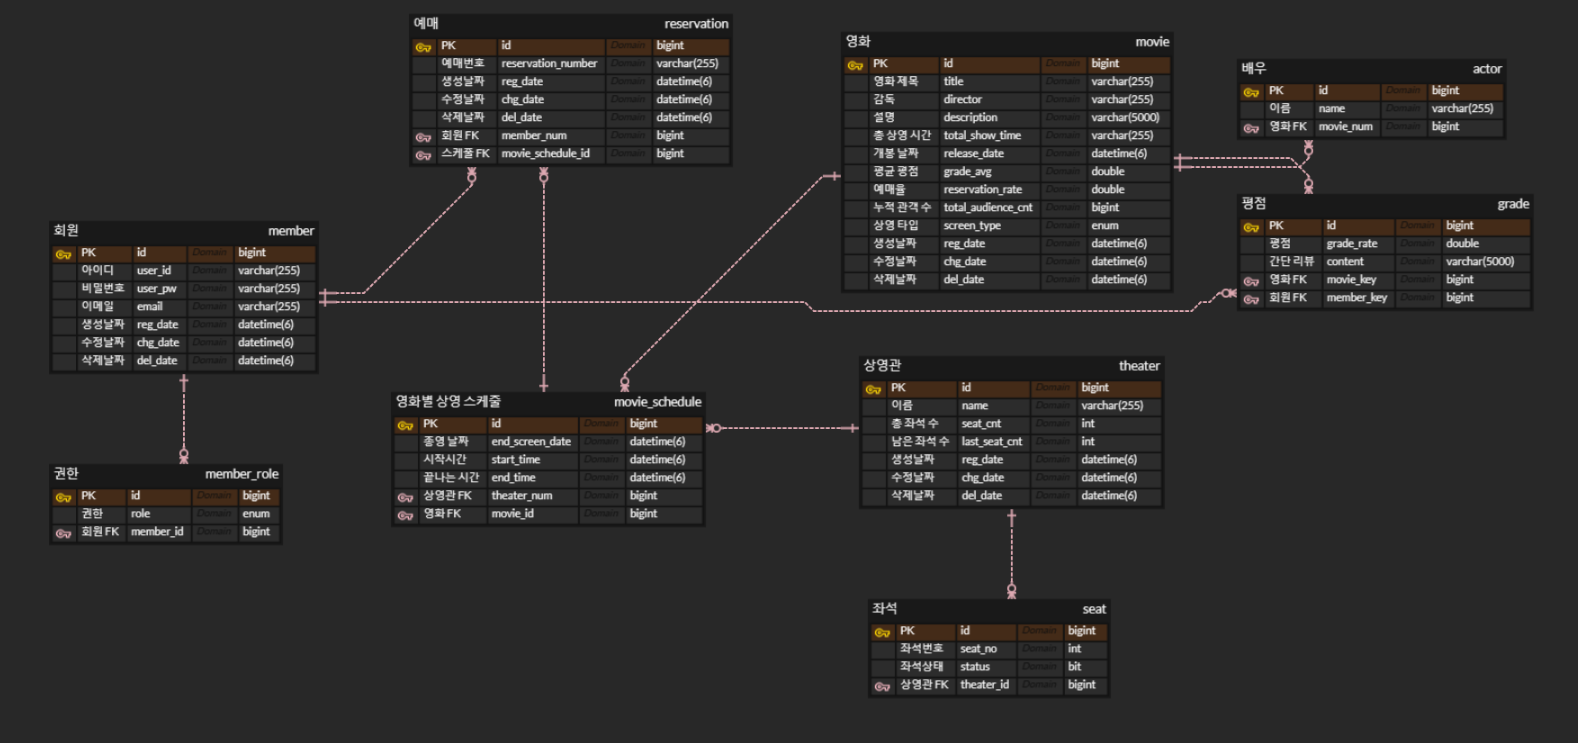 예매 reservation
PK id Domain bigint
예매번호 reservation_number Domain varchar(255)
생성날짜 reg_date Domain datetime(6)
수정날짜 chg_date Domain datetime(6)
삭제날짜 del_date Domain datetime(6)
회원 FK member_num Domain bigint
스케쭐 FK movie_schedule_id Domain bigint
영화 movie
PK id Domain bigint
영화 제목 title Domain varchar(255)
감독 director Domain varchar(255)
설명 description Domain varchar(5000)
총 상영 시간 total_show_time Domain varchar(255)
개봉 날짜 release_date Domain datetime(6)
평균 평점 grade_avg Domain double
예매율 reservation_rate Domain double
누적 관객 수 total_audience_cnt Domain bigint
상영 타입 screen_type Domain enum
생성날짜 reg_date Domain datetime(6)
수정날짜 chg_date Domain datetime(6)
삭제날짜 del_date Domain datetime(6)
배우 actor
PK id Domain bigint
이름 name Domain varchar(255)
영화 FK movie_num Domain bigint
평점 grade
PK id Domain bigint
평점 grade_rate Domain double
간단 리뷰 content Domain varchar(5000)
영화 FK movie_key Domain bigint
회원 FK member_key Domain bigint
회원 member
PK id Domain bigint
아이디 user_id Domain varchar(255)
비밀번호 user_pw Domain varchar(255)
이메일 email Domain varchar(255)
생성날짜 reg_date Domain datetime(6)
수정날짜 chg_date Domain datetime(6)
삭제날짜 del_date Domain datetime(6)
권한 member_role
PK id Domain bigint
권한 role Domain enum
회원 FK member_id Domain bigint
영화별 상영 스케줄 movie_schedule
PK id Domain bigint
종영 날짜 end_screen_date Domain datetime(6)
시작시간 start_time Domain datetime(6)
끝나는 시간 end_time Domain datetime(6)
상영관 FK theater_num Domain bigint
영화 FK movie_id Domain bigint
상영관 theater
PK id Domain bigint
이름 name Domain varchar(255)
총 좌석 수 seat_cnt Domain int
남은 좌석 수 last_seat_cnt Domain int
생성날짜 reg_date Domain datetime(6)
수정날짜 chg_date Domain datetime(6)
삭제날짜 del_date Domain datetime(6)
좌석 seat
PK id Domain bigint
좌석번호 seat_no Domain int
좌석상태 status Domain bit
상영관 FK theater_id Domain bigint